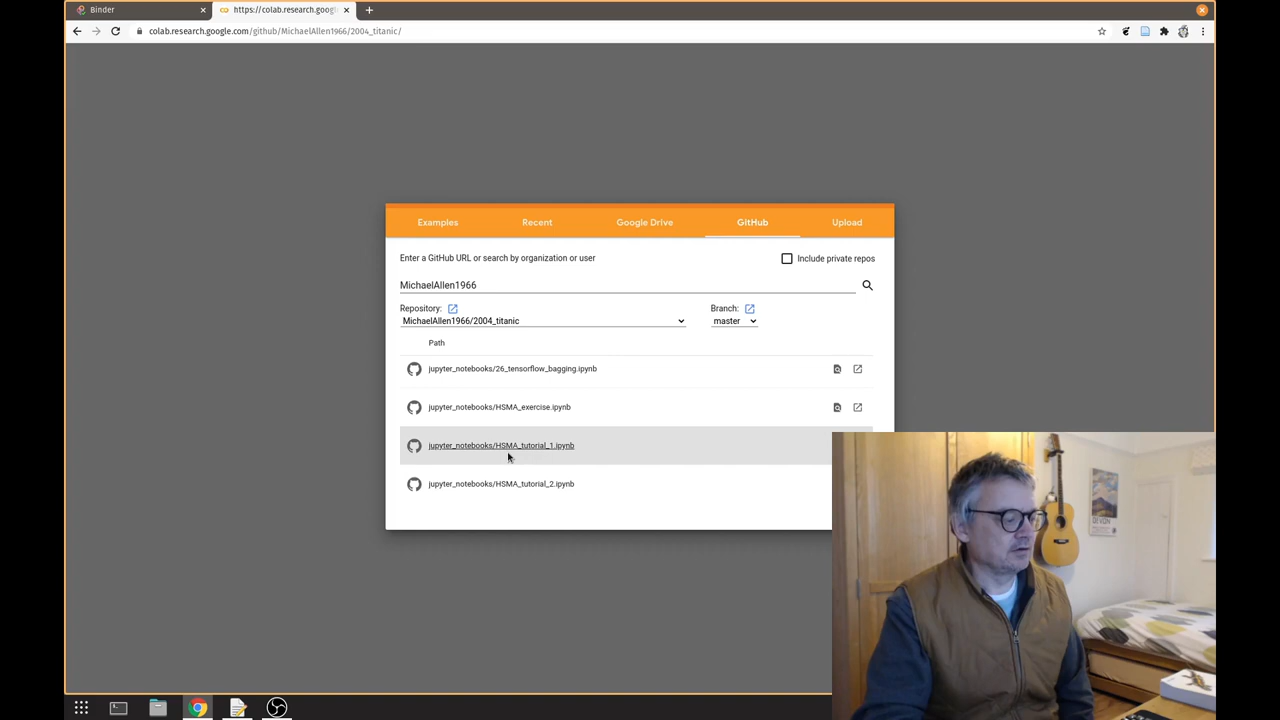 Binder
https://colab.research.goog
colab.research.google.com/github/MichaelAllen1966/2004_titanic/
Examples
Recent
Google Drive
GitHub
Upload
Enter a GitHub URL or search by organization or user
Include private repos
MichaelAllen1966
Repository:
Branch:
MichaelAllen1966/2004_titanic
master
Path
jupyter_notebooks/26_tensorflow_bagging.ipynb
jupyter_notebooks/HSMA_exercise.ipynb
jupyter_notebooks/HSMA_tutorial_1.ipynb
jupyter_notebooks/HSMA_tutorial_2.ipynb